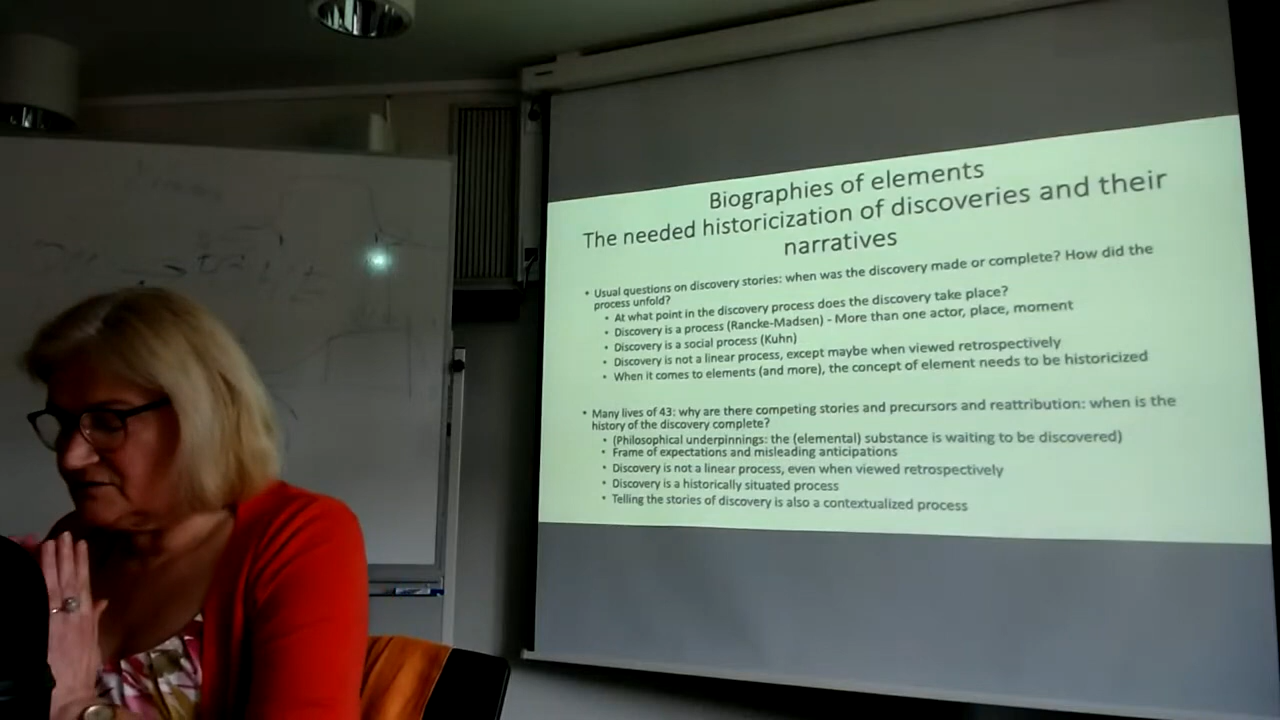 Biographies of elements
The needed historicization of discoveries and their
narratives
• Usual questions on discovery stories: when was the discovery made or complete? How did the
process unfold?
• At what point in the discovery process does the discovery take place?
• Discovery is a process (Rancke-Madsen) - More than one actor, place, moment
• Discovery is a social process (Kuhn)
• Discovery is not a linear process, except maybe when viewed retrospectively
• When it comes to elements (and more), the concept of element needs to be historicized
• Many lives of 43: why are there competing stories and precursors and reattribution: when is the
history of the discovery complete?
• (Philosophical underpinnings: the (elemental) substance is waiting to be discovered)
• Frame of expectations and misleading anticipations
• Discovery is not a linear process, even when viewed retrospectively
• Discovery is a historically situated process
• Telling the stories of discovery is also a contextualized process